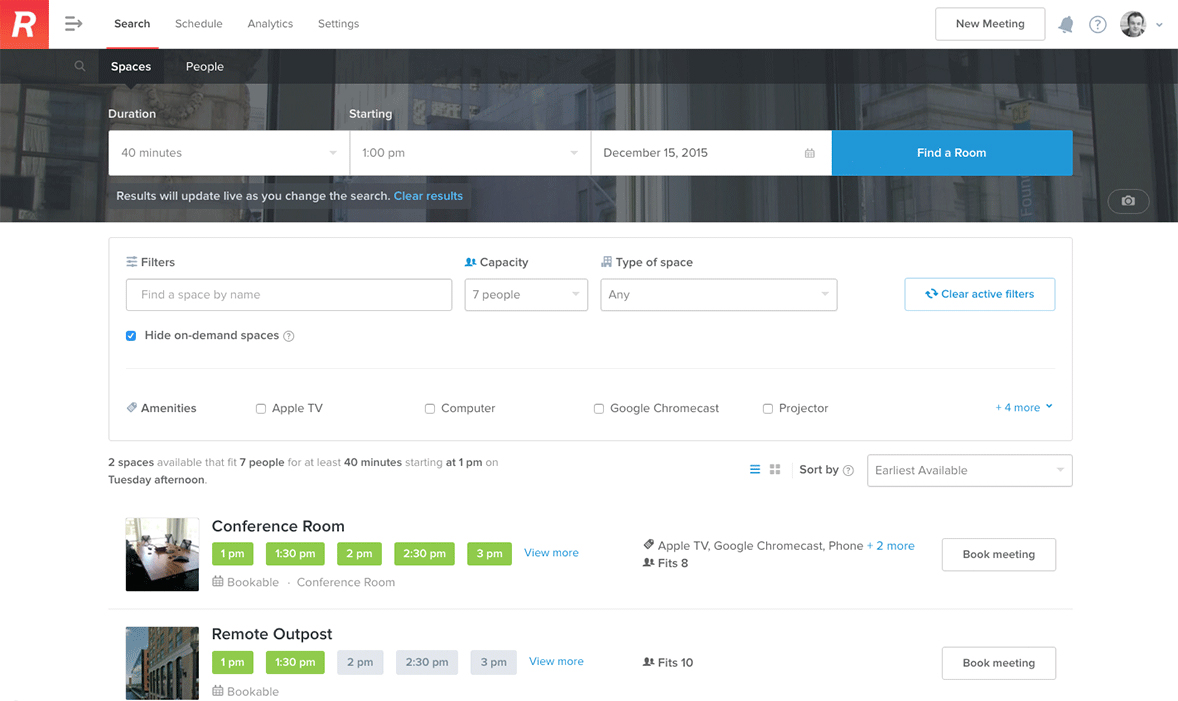 R Search Schedule Analytics Settings New Meeting ?
Spaces People
Duration Starting
40 minutes 1:00 pm December 15, 2015 Find a Room
Results will update live as you change the search. Clear results
Filters Capacity Type of space
Find a space by name 7 people Any Clear active filters
Hide on-demand spaces ?
Amenities Apple TV Computer Google Chromecast Projector + 4 more
2 spaces available that fit 7 people for at least 40 minutes starting at 1 pm on
Tuesday afternoon.
Sort by ? Earliest Available
Conference Room
1 pm 1:30 pm 2 pm 2:30 pm 3 pm View more
Apple TV, Google Chromecast, Phone + 2 more
Fits 8
Book meeting
Bookable · Conference Room
Remote Outpost
1 pm 1:30 pm 2 pm 2:30 pm 3 pm View more
Fits 10
Book meeting
Bookable